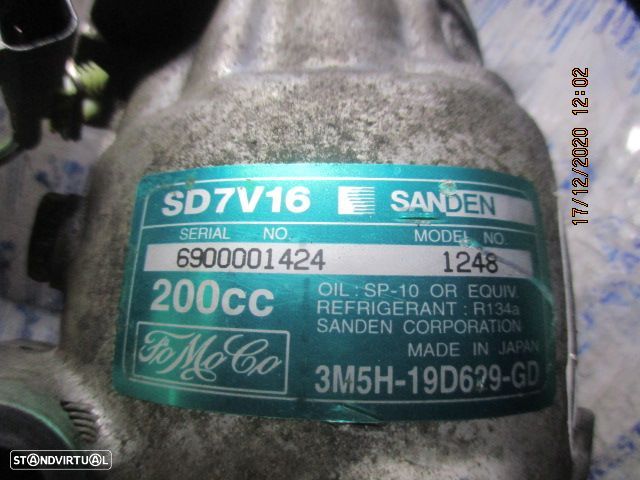 SD7V16 SANDEN
SERIAL NO. MODEL NO.
6900001424 1248
200cc
OIL : SP-10 OR EQUIV.
REFRIGERANT : R134a
SANDEN CORPORATION
MADE IN JAPAN
FoMoCo
3M5H-19D629-GD
17/12/2020 12:02
STANDVIRTUAL